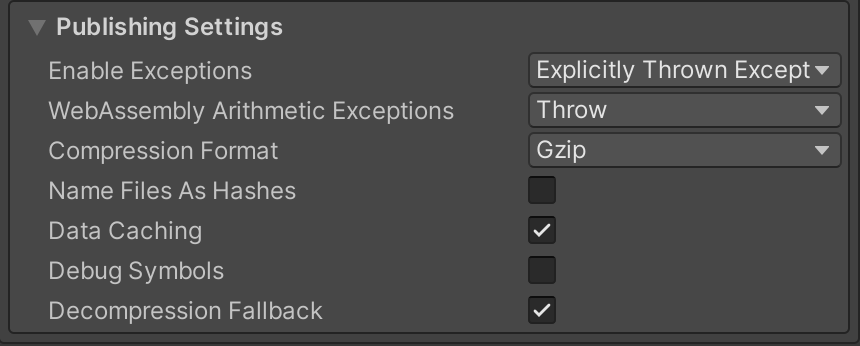 Publishing Settings
Enable Exceptions Explicitly Thrown Except
WebAssembly Arithmetic Exceptions Throw
Compression Format Gzip
Name Files As Hashes
Data Caching
Debug Symbols
Decompression Fallback